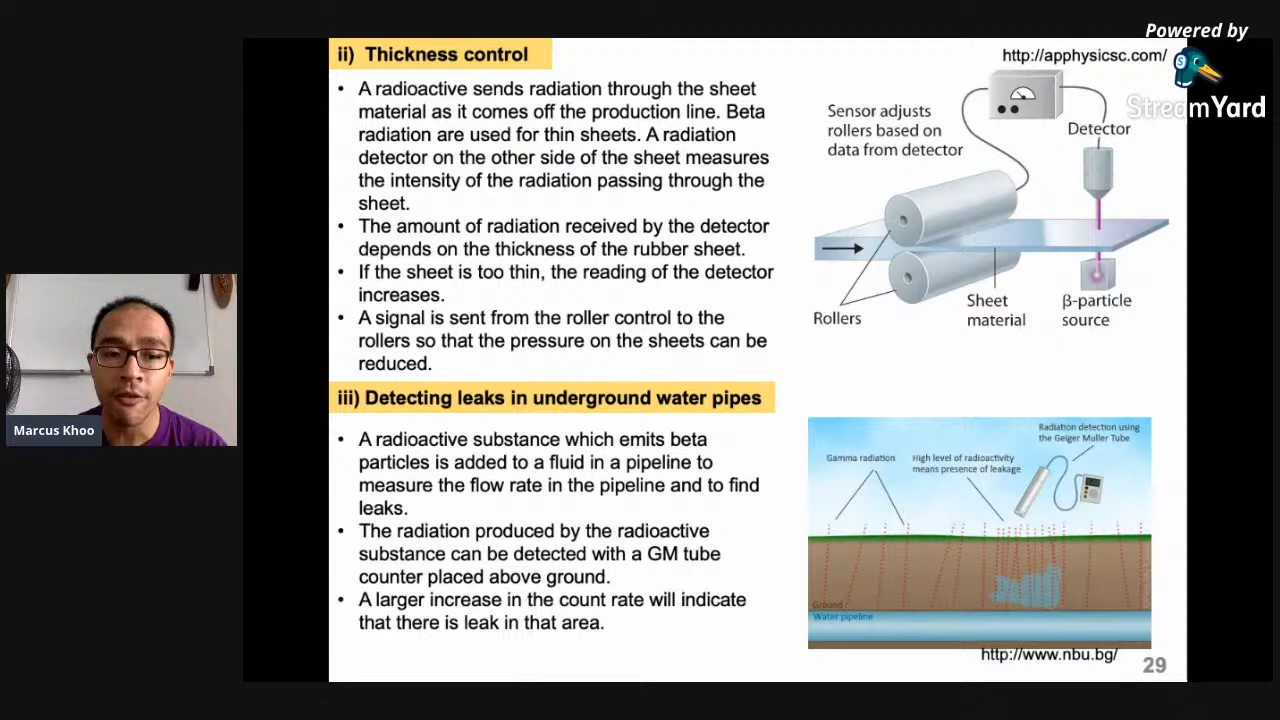 Powered by
StreamYard
ii) Thickness control
http://apphysicsc.com/
• A radioactive sends radiation through the sheet
material as it comes off the production line. Beta
radiation are used for thin sheets. A radiation
detector on the other side of the sheet measures
the intensity of the radiation passing through the
sheet.
• The amount of radiation received by the detector
depends on the thickness of the rubber sheet.
• If the sheet is too thin, the reading of the detector
increases.
• A signal is sent from the roller control to the
rollers so that the pressure on the sheets can be
reduced.
Sensor adjusts
rollers based on
data from detector
Detector
Rollers
Sheet
material
β-particle
source
Marcus Khoo
iii) Detecting leaks in underground water pipes
• A radioactive substance which emits beta
particles is added to a fluid in a pipeline to
measure the flow rate in the pipeline and to find
leaks.
• The radiation produced by the radioactive
substance can be detected with a GM tube
counter placed above ground.
• A larger increase in the count rate will indicate
that there is leak in that area.
Gamma radiation
High level of radioactivity
means presence of leakage
Radiation detection using
the Geiger Muller Tube
Ground
Water pipeline
http://www.nbu.bg/
29